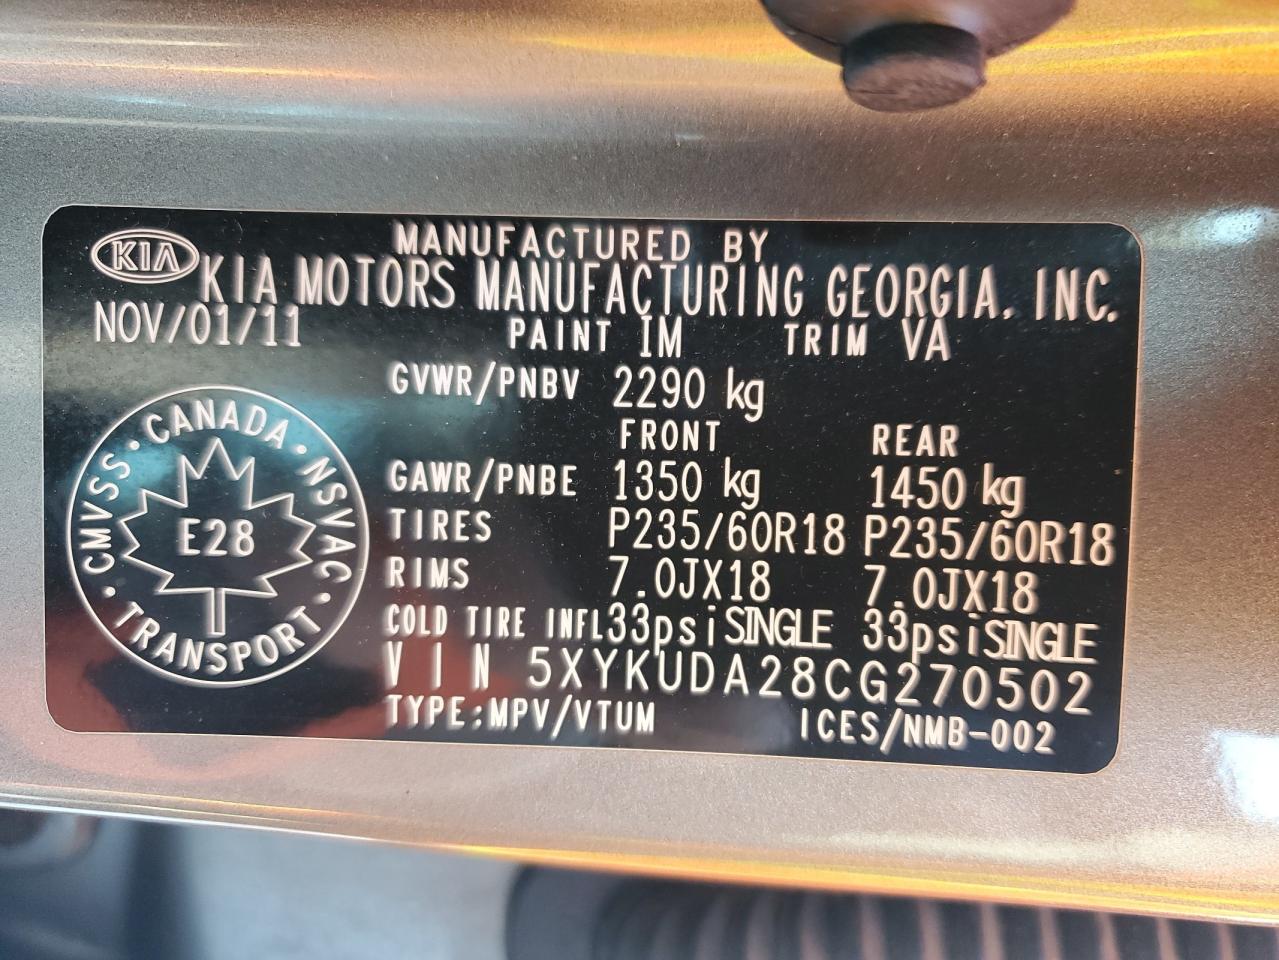 KIA
MANUFACTURED BY
KIA MOTORS MANUFACTURING GEORGIA. INC.
NOV/01/11 PAINT IM TRIM VA
GVWR/PNBV 2290 kg
FRONT REAR
GAWR/PNBE 1350 kg 1450 kg
TIRES P235/60R18 P235/60R18
RIMS 7.0JX18 7.0JX18
COLD TIRE INFL33psiSINGLE 33psiSINGLE
VIN 5XYKUDA28CG270502
TYPE:MPV/VTUM ICES/NMB-002
CANADA · NSVAC · TRANSPORT · CMVSS ·
E28